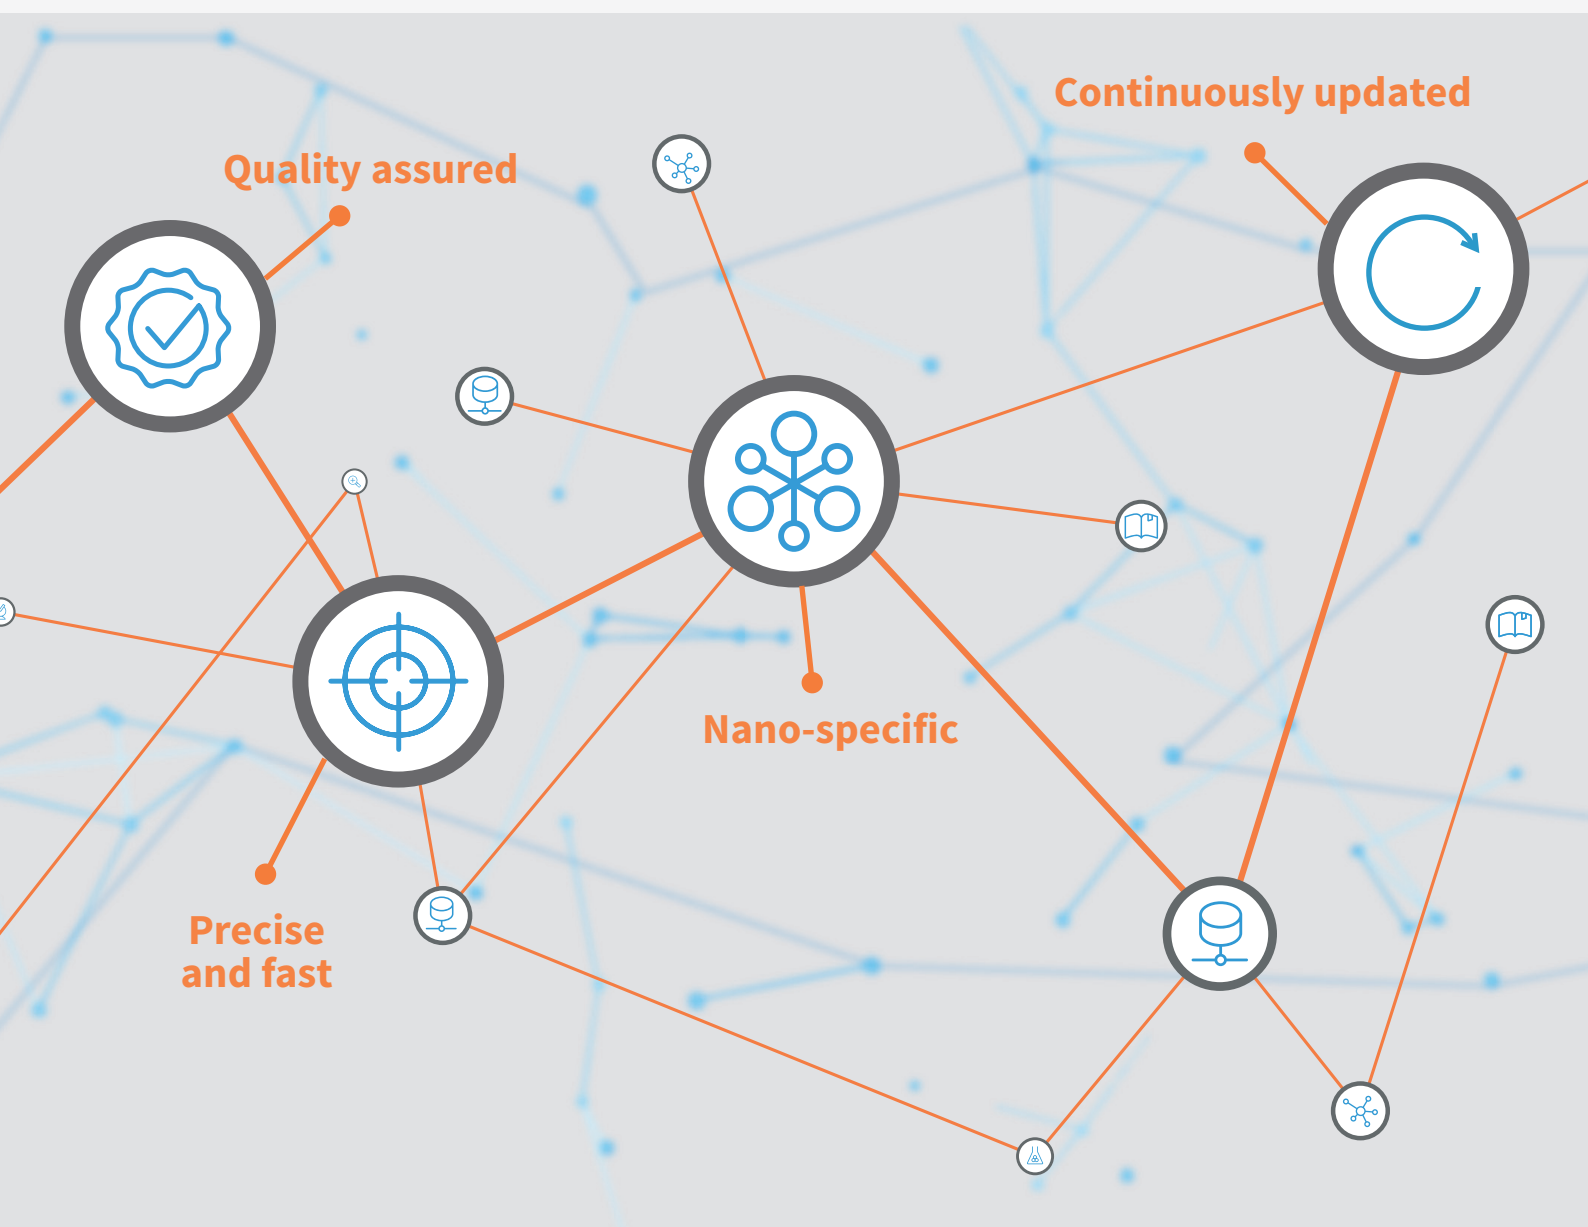 Continuously updated
Quality assured
Nano-specific
Precise
and fast